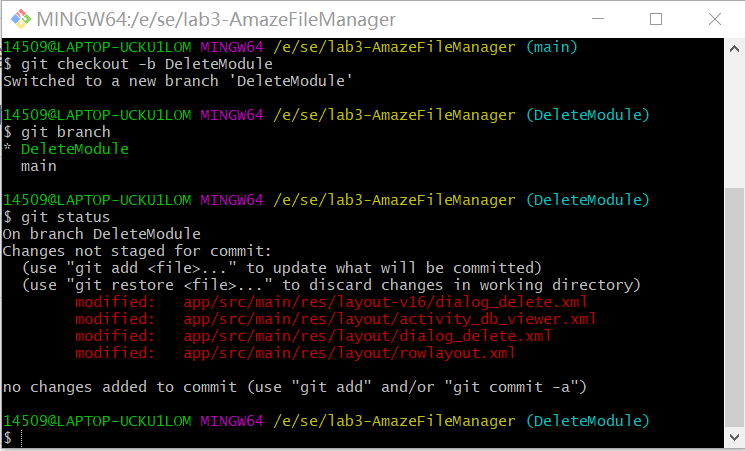 MINGW64:/e/se/lab3-AmazeFileManager
14509@LAPTOP-UCKU1LOM MINGW64 /e/se/lab3-AmazeFileManager (main)
$ git checkout -b DeleteModule
Switched to a new branch 'DeleteModule'
14509@LAPTOP-UCKU1LOM MINGW64 /e/se/lab3-AmazeFileManager (DeleteModule)
$ git branch
* DeleteModule
main
14509@LAPTOP-UCKU1LOM MINGW64 /e/se/lab3-AmazeFileManager (DeleteModule)
$ git status
On branch DeleteModule
Changes not staged for commit:
(use "git add <file>..." to update what will be committed)
(use "git restore <file>..." to discard changes in working directory)
modified:   app/src/main/res/layout-v16/dialog_delete.xml
modified:   app/src/main/res/layout/activity_db_viewer.xml
modified:   app/src/main/res/layout/dialog_delete.xml
modified:   app/src/main/res/layout/rowlayout.xml
no changes added to commit (use "git add" and/or "git commit -a")
14509@LAPTOP-UCKU1LOM MINGW64 /e/se/lab3-AmazeFileManager (DeleteModule)
$